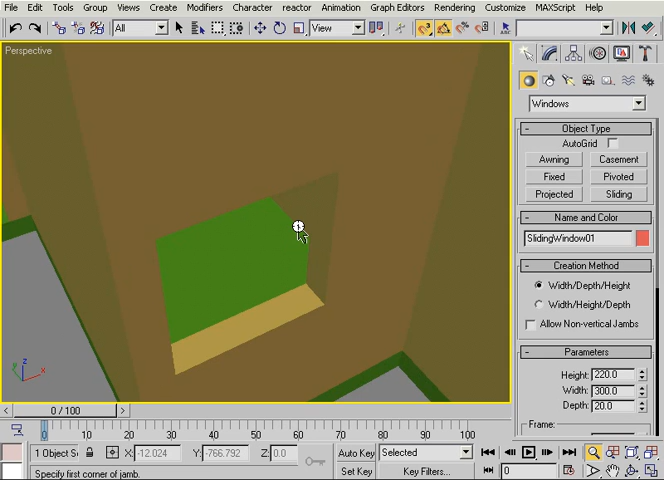 File Edit Tools Group Views Create Modifiers Character reactor Animation Graph Editors Rendering Customize MAXScript Help
All View
Perspective
Windows
- Object Type
AutoGrid
Awning Casement
Fixed Pivoted
Projected Sliding
- Name and Color
SlidingWindow01
- Creation Method
Width/Depth/Height
Width/Height/Depth
Allow Non-vertical Jambs
- Parameters
Height: 220.0
Width: 300.0
Depth: 20.0
Frame:
z
x
y
< 0 / 100 >
0 10 20 30 40 50 60 70 80 90 100
1 Object S X: -12.024 Y: -766.792 Z: 0.0 Auto Key Selected
Specify first corner of jamb. Set Key Key Filters... 0